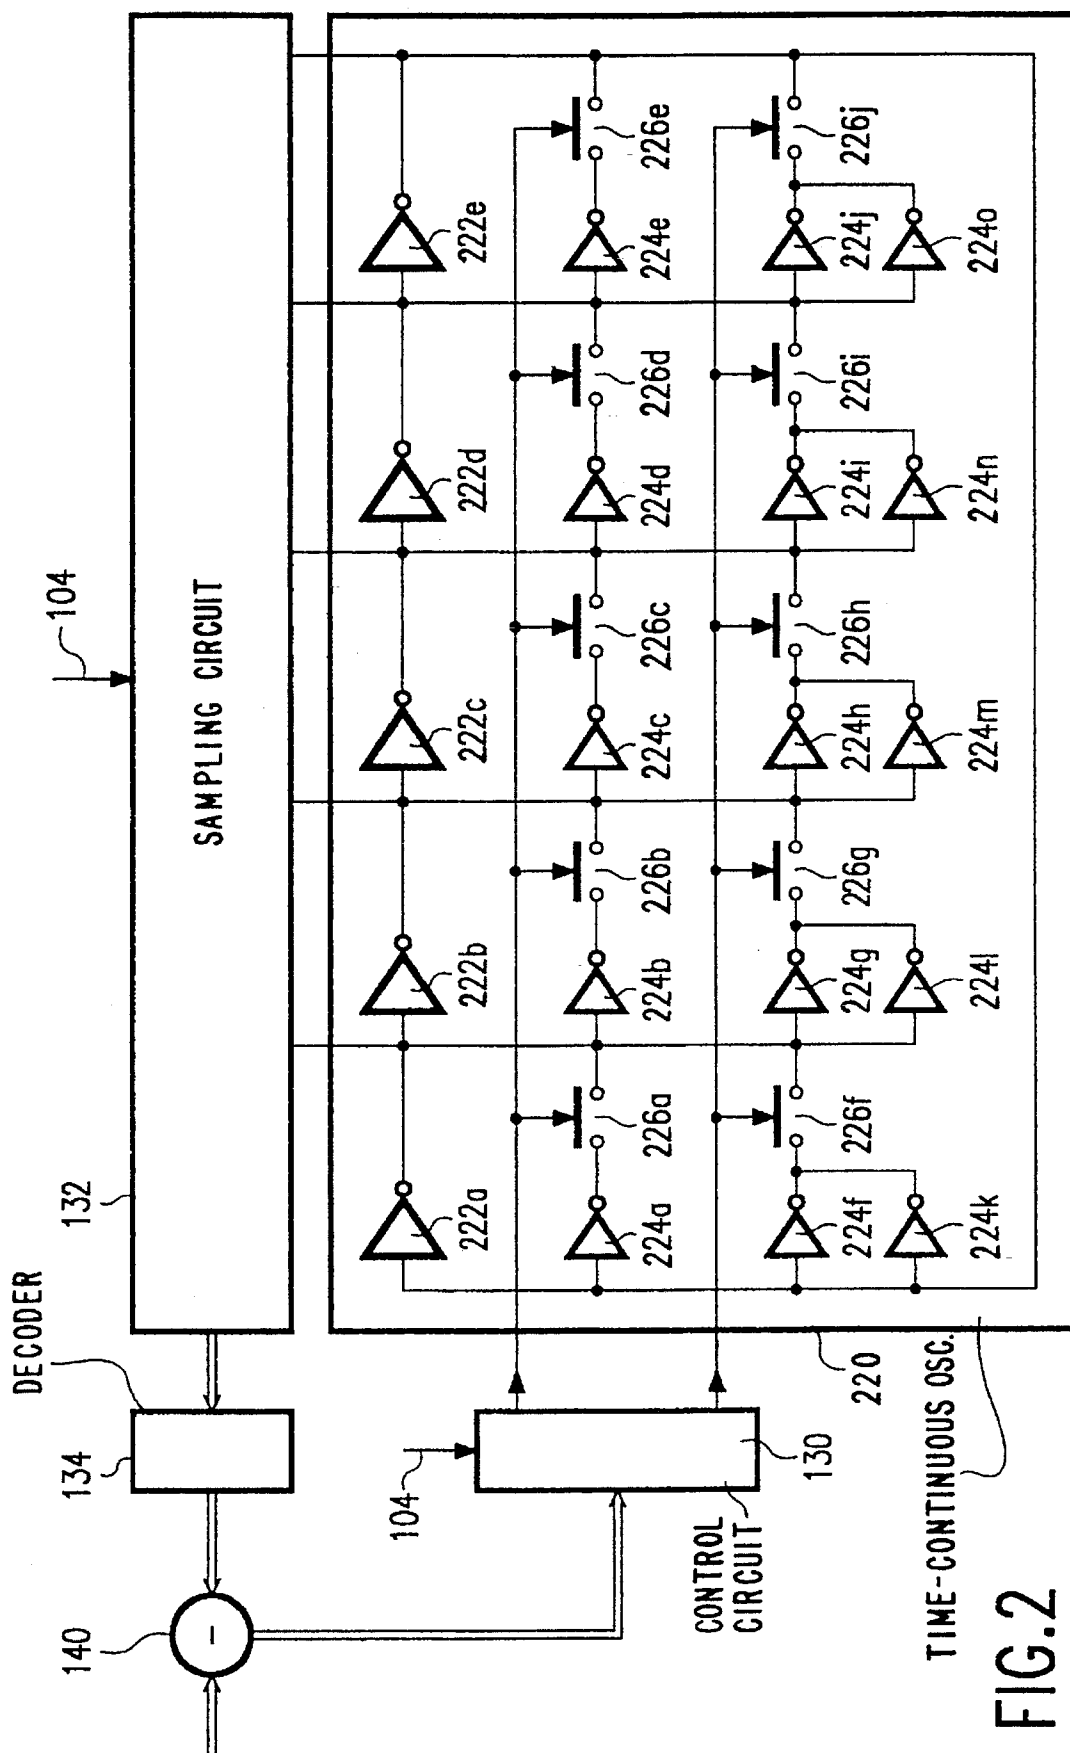 104
132
SAMPLING CIRCUIT
DECODER
134
140
222a
222b
222c
222d
222e
226a
226b
226c
226d
226e
224a
224b
224c
224d
224e
226f
226g
226h
226i
226j
224f
224g
224h
224i
224j
224k
224l
224m
224n
224o
104
130
CONTROL
CIRCUIT
220
TIME-CONTINUOUS OSC.
FIG.2